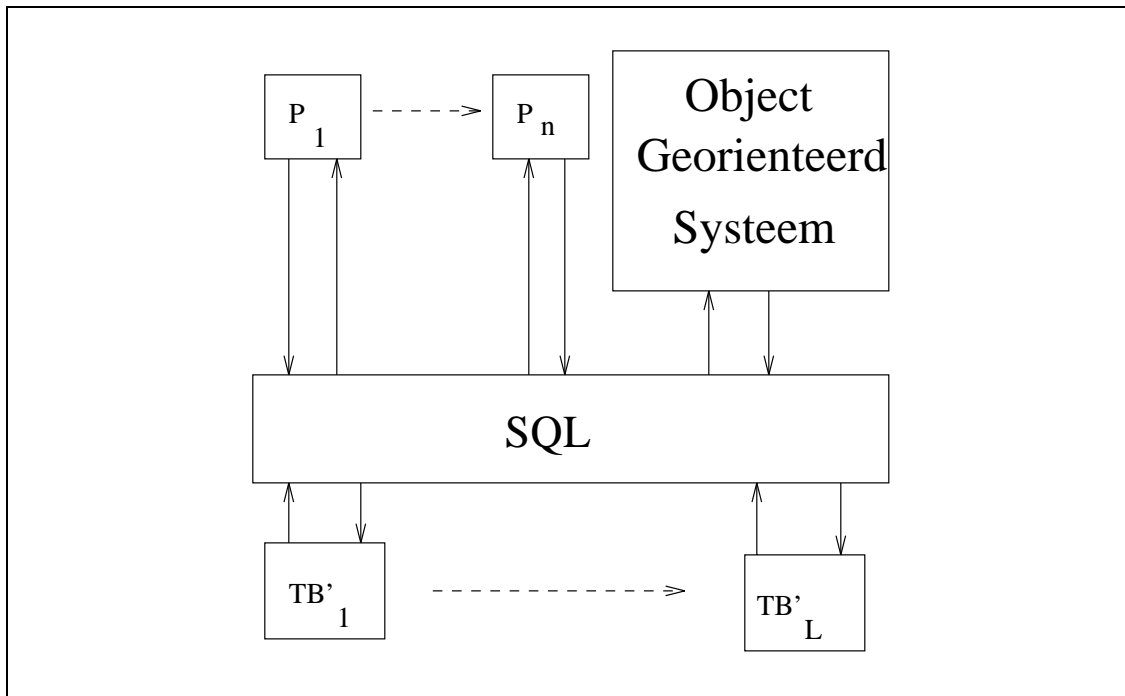 P 1
P n
Object
Georienteerd
Systeem
SQL
TB’ 1
TB’ L